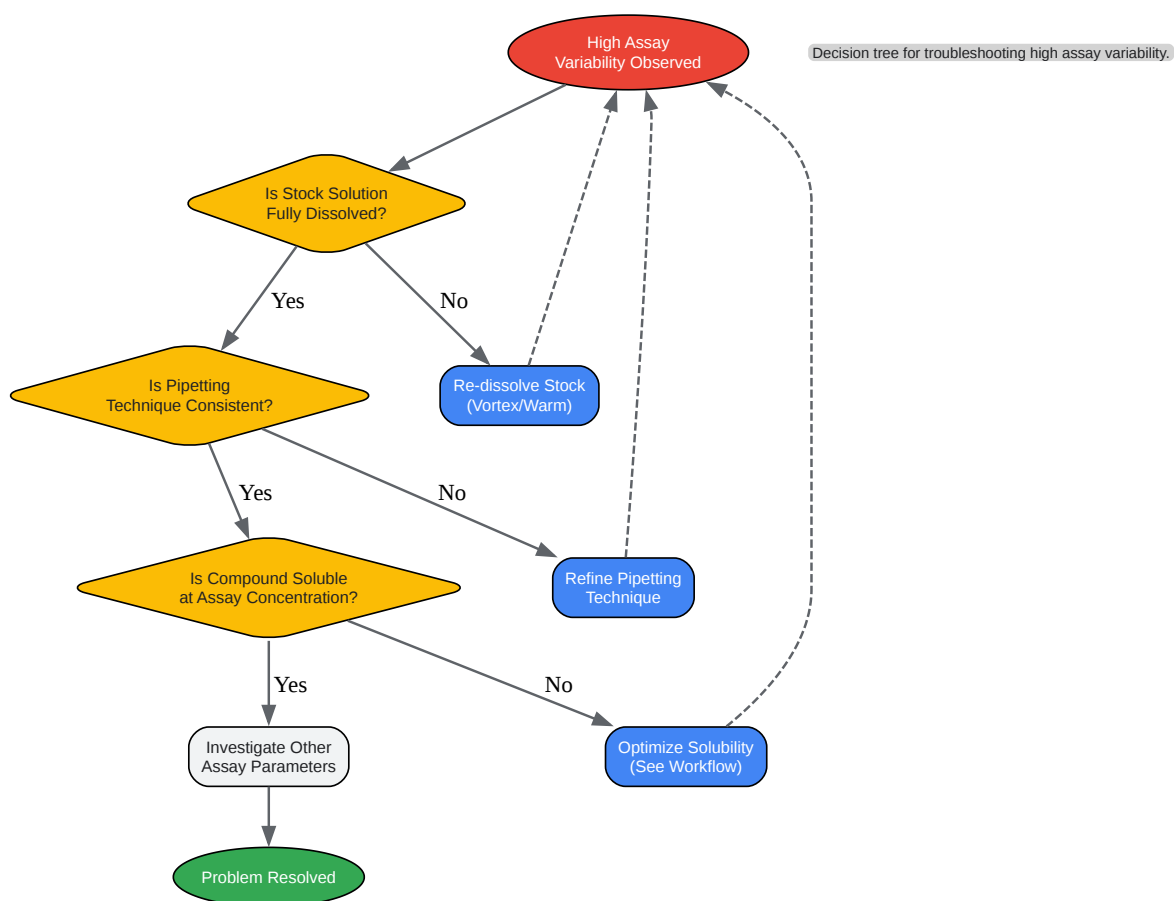 High Assay
Variability Observed
Decision tree for troubleshooting high assay variability.
Is Stock Solution
Fully Dissolved?
Yes
No
Is Pipetting
Technique Consistent?
Re-dissolve Stock
(Vortex/Warm)
Yes
No
Is Compound Soluble
at Assay Concentration?
Refine Pipetting
Technique
Yes
No
Investigate Other
Assay Parameters
Optimize Solubility
(See Workflow)
Problem Resolved